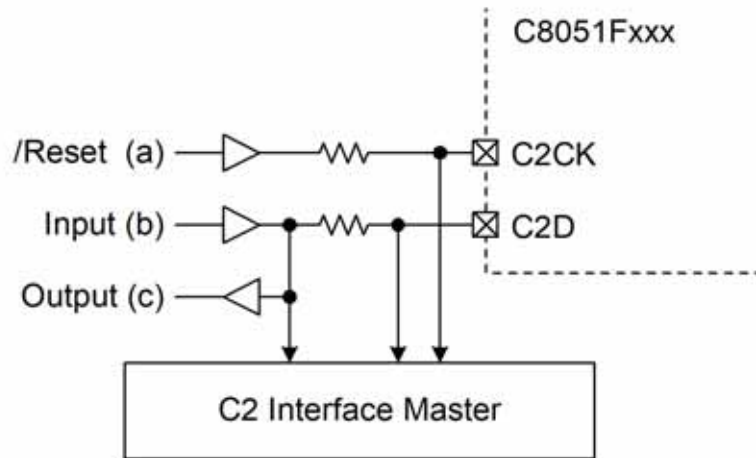 C8051Fxxx
/Reset (a)
C2CK
Input (b)
C2D
Output (c)
C2 Interface Master